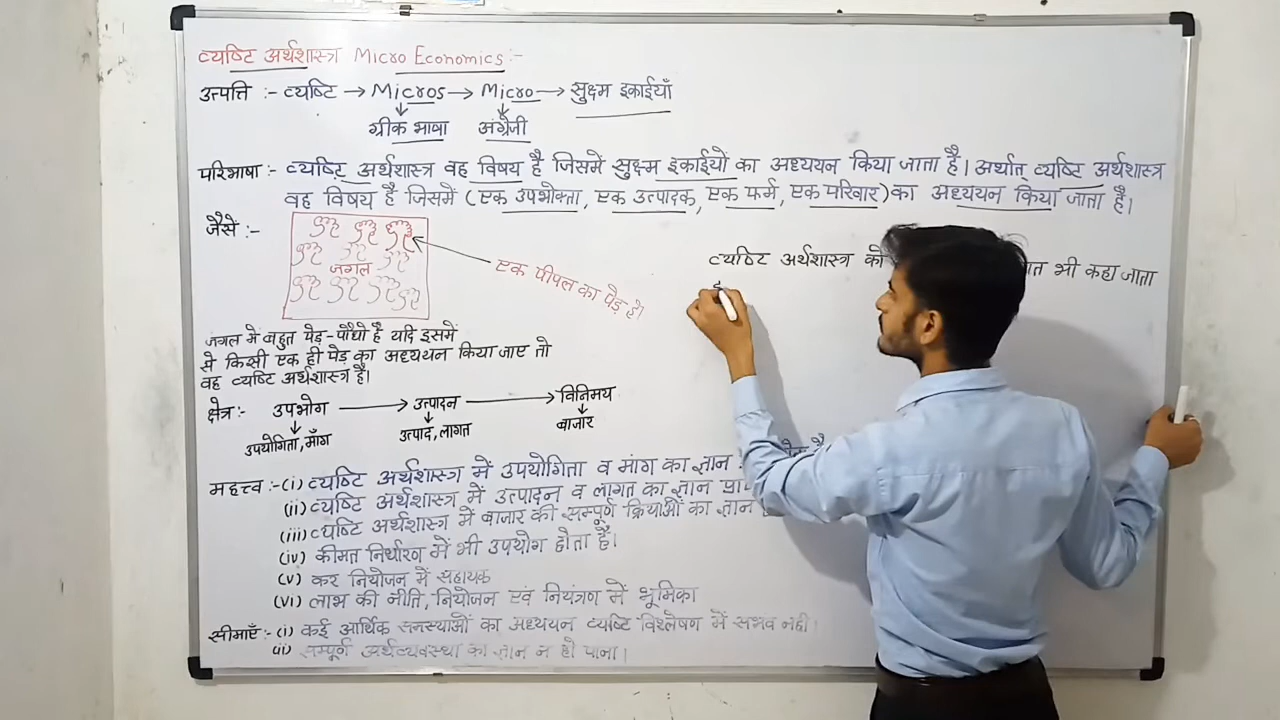 व्यष्टि अर्थशास्त्र Micro Economics:-
उत्पत्ति :- व्यष्टि → Micros → Micro → सुक्ष्म इकाईयाँ
ग्रीक भाषा अंग्रेजी
परिभाषा :- व्यष्टि अर्थशास्त्र वह विषय है जिसमें सुक्ष्म इकाईयों का अध्ययन किया जाता है। अर्थात् व्यष्टि अर्थशास्त्र
वह विषय है जिसमें (एक उपभोक्ता, एक उत्पादक, एक फर्म, एक परिवार) का अध्ययन किया जाता है।
जैसे :-
जंगल
एक पीपल का पेड़ है।
जंगल में बहुत पेड़-पौधो है यदि इसमें
से किसी एक ही पेड़ का अध्ययन किया जाए तो
वह व्यष्टि अर्थशास्त्र है।
क्षेत्र :- उपभोग → उत्पादन → विनिमय
उपयोगिता, माँग उत्पाद, लागत बाजार
महत्त्व :- (i) व्यष्टि अर्थशास्त्र में उपयोगिता व मांग का ज्ञान
(ii) व्यष्टि अर्थशास्त्र में उत्पादन व लागत का ज्ञान
(iii) व्यष्टि अर्थशास्त्र में बाजार की सम्पूर्ण क्रियाओं का ज्ञान
(iv) कीमत निर्धारण में भी उपयोग होता है।
(v) कर नियोजन में सहायक
(vi) लाभ की नीति, नियोजन एवं नियंत्रण में भूमिका
सीमाएँ :- (i) कई आर्थिक समस्याओं का अध्ययन व्यष्टि विश्लेषण में संभव नही।
(ii) सम्पूर्ण अर्थव्यवस्था का ज्ञान न हो पाना।
व्यष्टि अर्थशास्त्र को भी कहा जाता